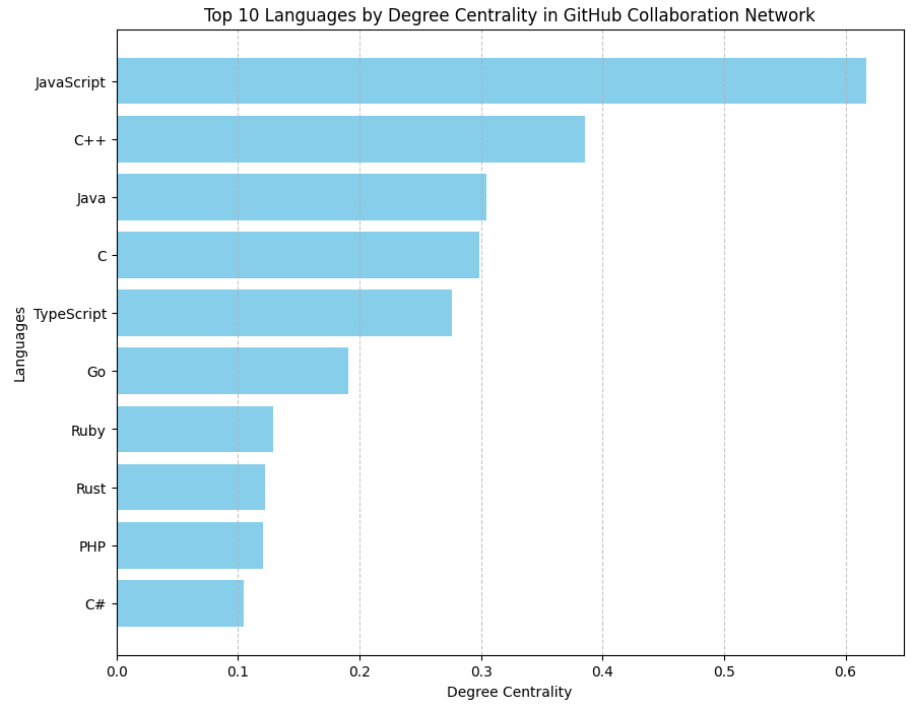 Top 10 Languages by Degree Centrality in GitHub Collaboration Network
Languages
JavaScript
C++
Java
C
TypeScript
Go
Ruby
Rust
PHP
C#
0.0 0.1 0.2 0.3 0.4 0.5 0.6
Degree Centrality